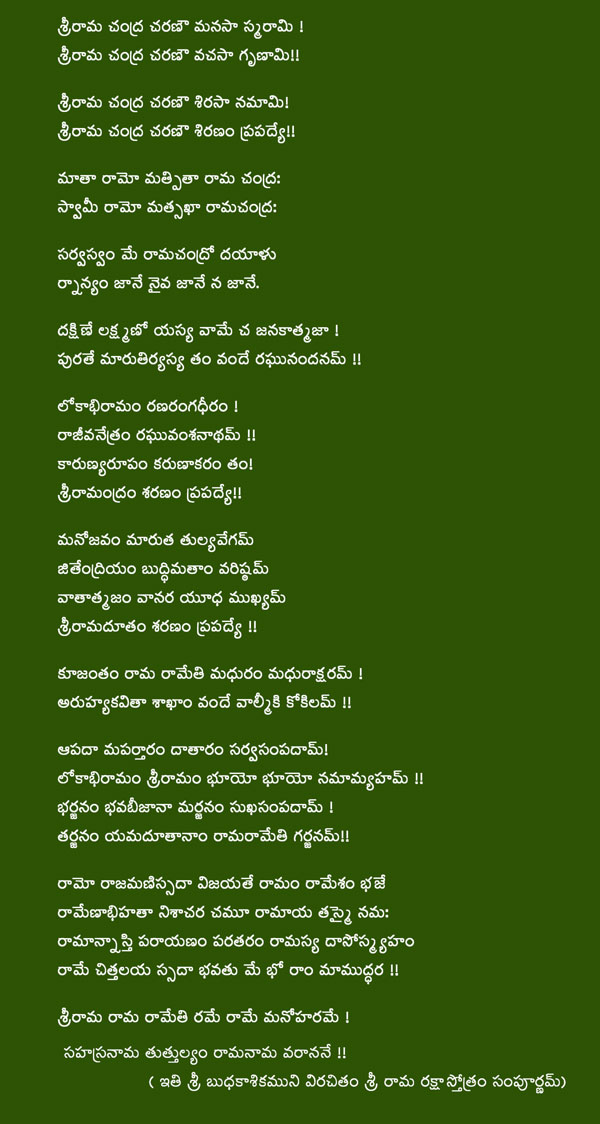 శ్రీరామ చంద్ర చరణౌ మనసా స్మరామి !
శ్రీరామ చంద్ర చరణౌ వచసా గృణామి!!
శ్రీరామ చంద్ర చరణౌ శిరసా నమామి!
శ్రీరామ చంద్ర చరణౌ శిరణం ప్రపద్యే!!
మాతా రామో మత్పితా రామ చంద్ర:
స్వామీ రామో మత్సఖా రామచంద్ర:
సర్వస్వం మే రామచంద్రో దయాళు
ర్నాన్యం జానే నైవ జానే న జానే.
దక్షిణే లక్ష్మణో యస్య వామే చ జనకాత్మజా !
పురతే మారుతిర్యస్య తం వందే రఘునందనమ్ !!
లోకాభిరామం రణరంగధీరం !
రాజీవనేత్రం రఘువంశనాథమ్ !!
కారుణ్యరూపం కరుణాకరం తం!
శ్రీరామంద్రం శరణం ప్రపద్యే!!
మనోజవం మారుత తుల్యవేగమ్
జితేంద్రియం బుద్ధిమతాం వరిష్ఠమ్
వాతాత్మజం వానర యూధ ముఖ్యమ్
శ్రీరామదూతం శరణం ప్రపద్యే !!
కూజంతం రామ రామేతి మధురం మధురాక్షరమ్ !
అరుహ్యకవితా శాఖాం వందే వాల్మీకి కోకిలమ్ !!
ఆపదా మపర్తారం దాతారం సర్వసంపదామ్!
లోకాభిరామం శ్రీరామం భూయో భూయో నమామ్యహమ్ !!
భర్జనం భవబీజానా మర్జనం సుఖసంపదామ్ !
తర్జనం యమదూతానాం రామరామేతి గర్జనమ్!!
రామో రాజమణిస్సదా విజయతే రామం రామేశం భజే
రామేణాభిహతా నిశాచర చమూ రామాయ తస్మై నమ:
రామాన్నాస్తి పరాయణం పరతరం రామస్య దాసోస్మ్యహం
రామే చిత్తలయ స్సదా భవతు మే భో రాం మాముద్ధర !!
శ్రీరామ రామ రామేతి రమే రామే మనోహరమే !
సహస్రనామ తుత్తుల్యం రామనామ వరాననే !!
( ఇతి శ్రీ బుధకాశికముని విరచితం శ్రీ రామ రక్షాస్తోత్రం సంపూర్ణమ్)